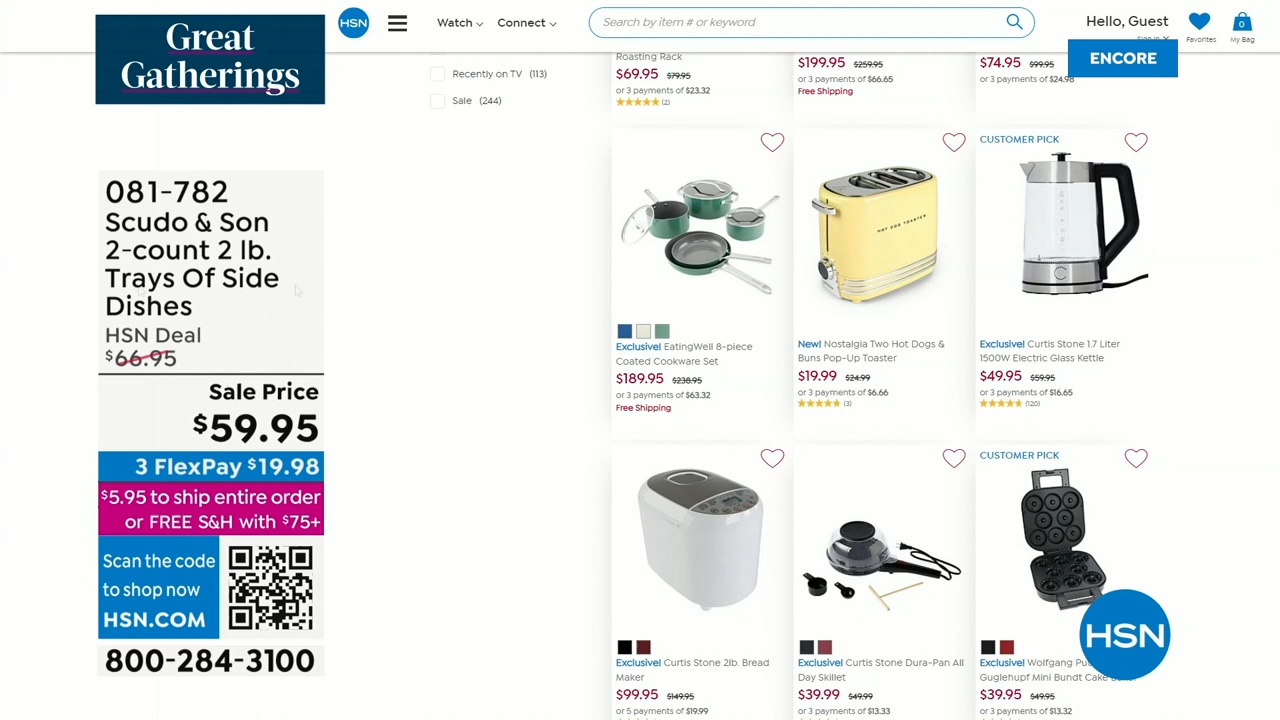 Great
Gatherings
HSN
Watch
Connect
Search by item # or keyword
Hello, Guest
Sign In
Favorites
0
My Bag
ENCORE
Recently on TV (113)
Sale (244)
Roasting Rack
$69.95 $79.95
or 3 payments of $23.32
(2)
$199.95 $259.95
or 3 payments of $66.65
Free Shipping
$74.95 $99.95
or 3 payments of $24.98
081-782
Scudo & Son
2-count 2 lb.
Trays Of Side
Dishes
HSN Deal
$66.95
Sale Price
$59.95
3 FlexPay $19.98
$5.95 to ship entire order
or FREE S&H with $75+
Scan the code
to shop now
HSN.COM
800-284-3100
Exclusive! EatingWell 8-piece
Coated Cookware Set
$189.95 $238.95
or 3 payments of $63.32
Free Shipping
HOT DOG TOASTER
New! Nostalgia Two Hot Dogs &
Buns Pop-Up Toaster
$19.99 $24.99
or 3 payments of $6.66
(3)
CUSTOMER PICK
Exclusive! Curtis Stone 1.7 Liter
1500W Electric Glass Kettle
$49.95 $59.95
or 3 payments of $16.65
(120)
Exclusive! Curtis Stone 2lb. Bread
Maker
$99.95 $149.95
or 5 payments of $19.99
Exclusive! Curtis Stone Dura-Pan All
Day Skillet
$39.99 $49.99
or 3 payments of $13.33
CUSTOMER PICK
Exclusive! Wolfgang
Guglehupf Mini Bundt Cake
$39.95 $49.95
or 3 payments of $13.32
HSN